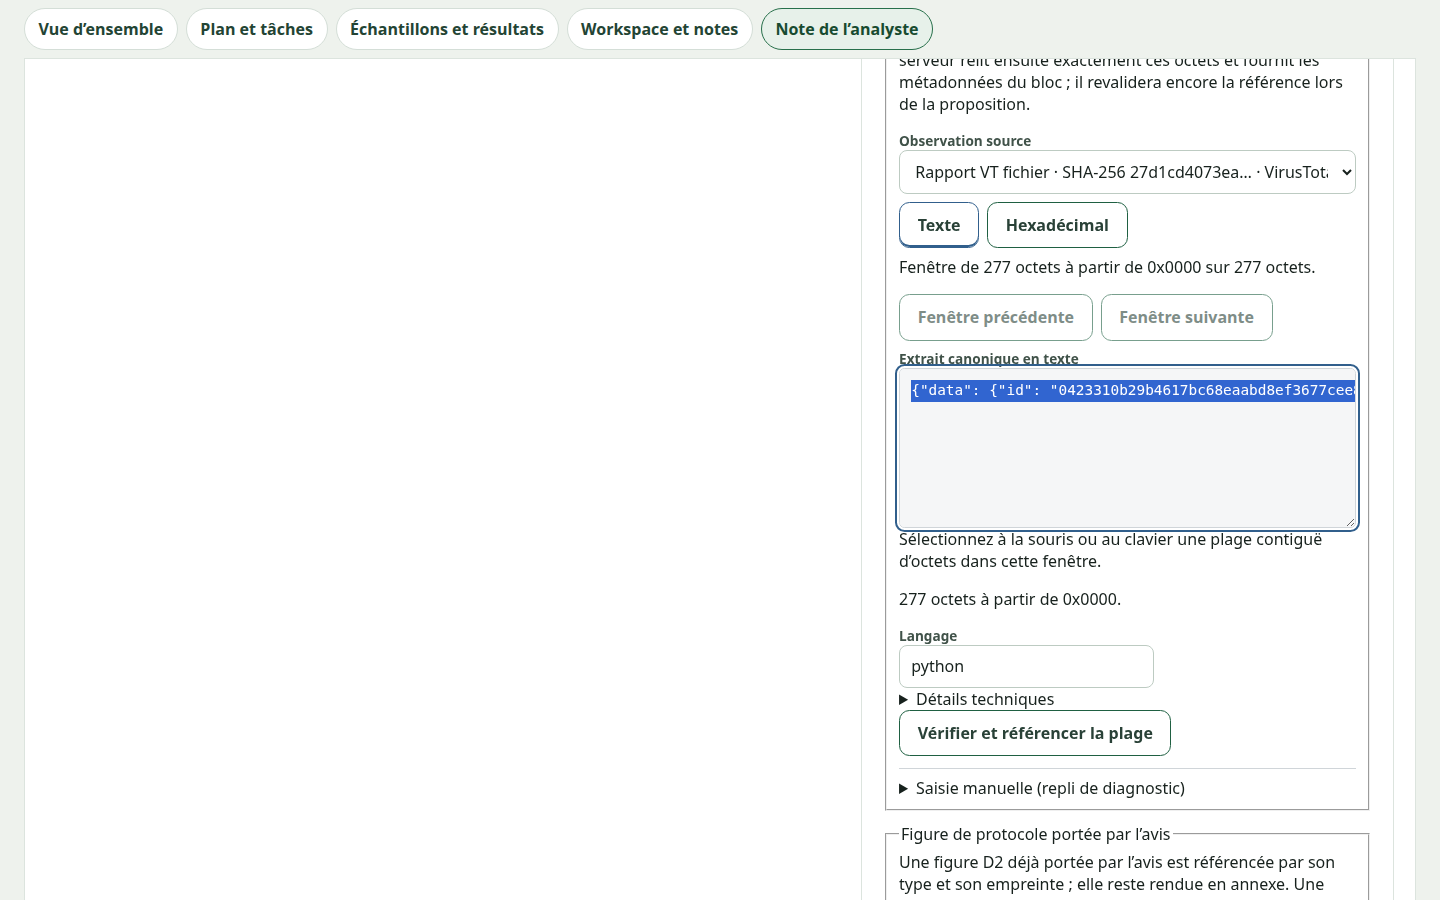 Vue d’ensemble
Plan et tâches
Échantillons et résultats
Workspace et notes
Note de l’analyste
serveur relit ensuite exactement ces octets et fournit les
métadonnées du bloc ; il revalidera encore la référence lors
de la proposition.
Observation source
Rapport VT fichier · SHA-256 27d1cd4073ea… · VirusTota
Texte
Hexadécimal
Fenêtre de 277 octets à partir de 0x0000 sur 277 octets.
Fenêtre précédente
Fenêtre suivante
Extrait canonique en texte
{"data": {"id": "0423310b29b4617bc68eaabd8ef3677cee8
Sélectionnez à la souris ou au clavier une plage contiguë
d’octets dans cette fenêtre.
277 octets à partir de 0x0000.
Langage
python
Détails techniques
Vérifier et référencer la plage
Saisie manuelle (repli de diagnostic)
Figure de protocole portée par l’avis
Une figure D2 déjà portée par l’avis est référencée par son
type et son empreinte ; elle reste rendue en annexe. Une